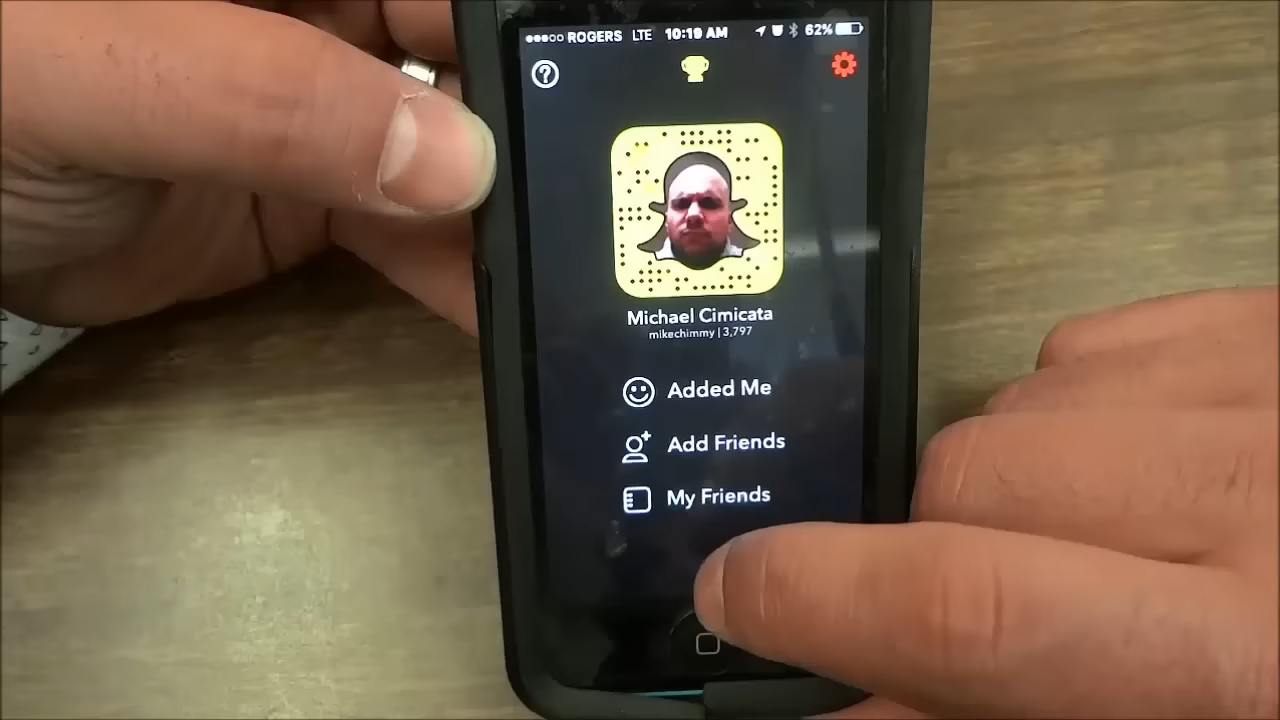 ROGERS LTE 10:19 AM 62%
?
Michael Cimicata
mikechimmy | 3,797
Added Me
Add Friends
My Friends